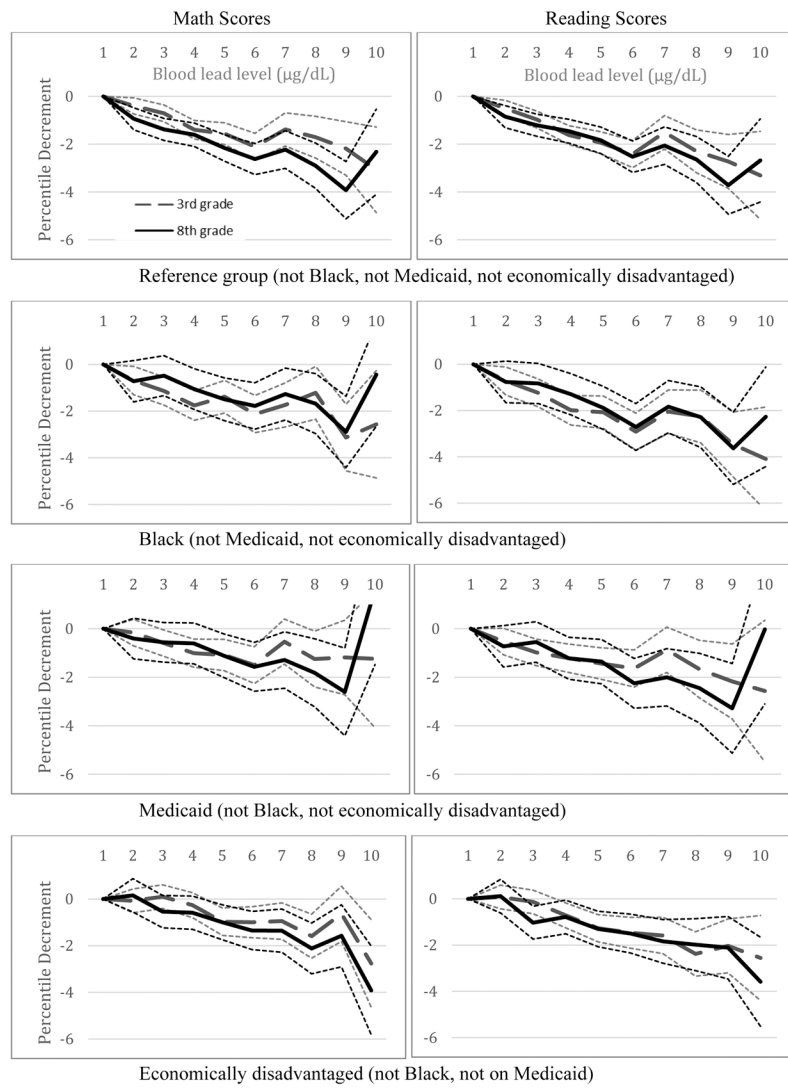 Math Scores
Reading Scores
1 2 3 4 5 6 7 8 9 10
Blood lead level (µg/dL)
Percentile Decrement
0
-2
-4
-6
3rd grade
8th grade
1 2 3 4 5 6 7 8 9 10
Blood lead level (µg/dL)
0
-2
-4
-6
Reference group (not Black, not Medicaid, not economically disadvantaged)
1 2 3 4 5 6 7 8 9 10
Percentile Decrement
0
-2
-4
-6
1 2 3 4 5 6 7 8 9 10
0
-2
-4
-6
Black (not Medicaid, not economically disadvantaged)
1 2 3 4 5 6 7 8 9 10
Percentile Decrement
0
-2
-4
-6
1 2 3 4 5 6 7 8 9 10
0
-2
-4
-6
Medicaid (not Black, not economically disadvantaged)
1 2 3 4 5 6 7 8 9 10
Percentile Decrement
0
-2
-4
-6
1 2 3 4 5 6 7 8 9 10
0
-2
-4
-6
Economically disadvantaged (not Black, not on Medicaid)